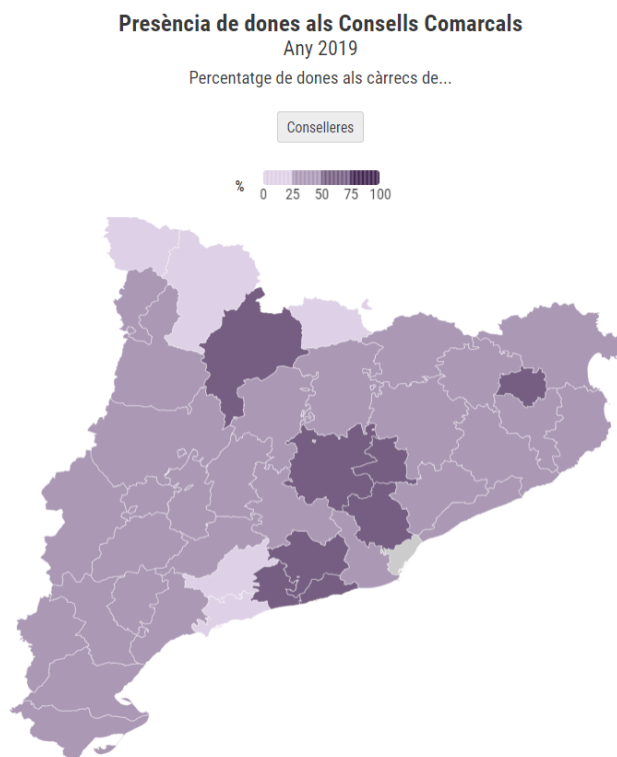 Presència de dones als Consells Comarcals
Any 2019
Percentatge de dones als càrrecs de...
Conselleres
% 0 25 50 75 100